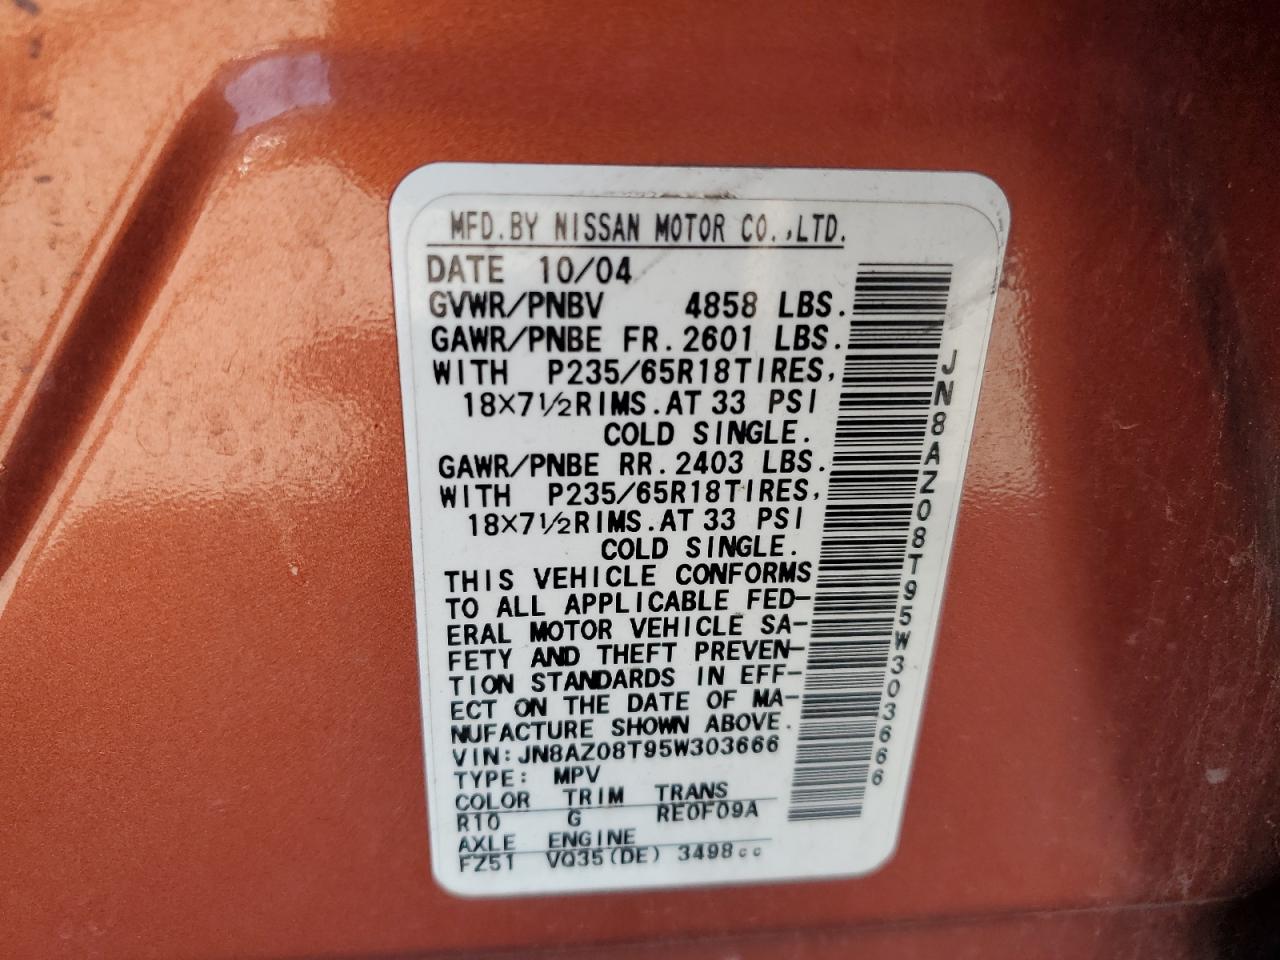 MFD.BY NISSAN MOTOR CO.,LTD.
DATE 10/04
GVWR/PNBV 4858 LBS.
GAWR/PNBE FR.2601 LBS.
WITH P235/65R18TIRES,
18×7½RIMS.AT 33 PSI
COLD SINGLE.
GAWR/PNBE RR.2403 LBS.
WITH P235/65R18TIRES,
18×7½RIMS.AT 33 PSI
COLD SINGLE.
THIS VEHICLE CONFORMS
TO ALL APPLICABLE FED-
ERAL MOTOR VEHICLE SA-
FETY AND THEFT PREVEN-
TION STANDARDS IN EFF-
ECT ON THE DATE OF MA-
NUFACTURE SHOWN ABOVE.
VIN:JN8AZ08T95W303666
TYPE: MPV
COLOR TRIM TRANS
R10 G RE0F09A
AXLE ENGINE
FZ51 VQ35(DE) 3498cc
JN8AZ08T95W303666